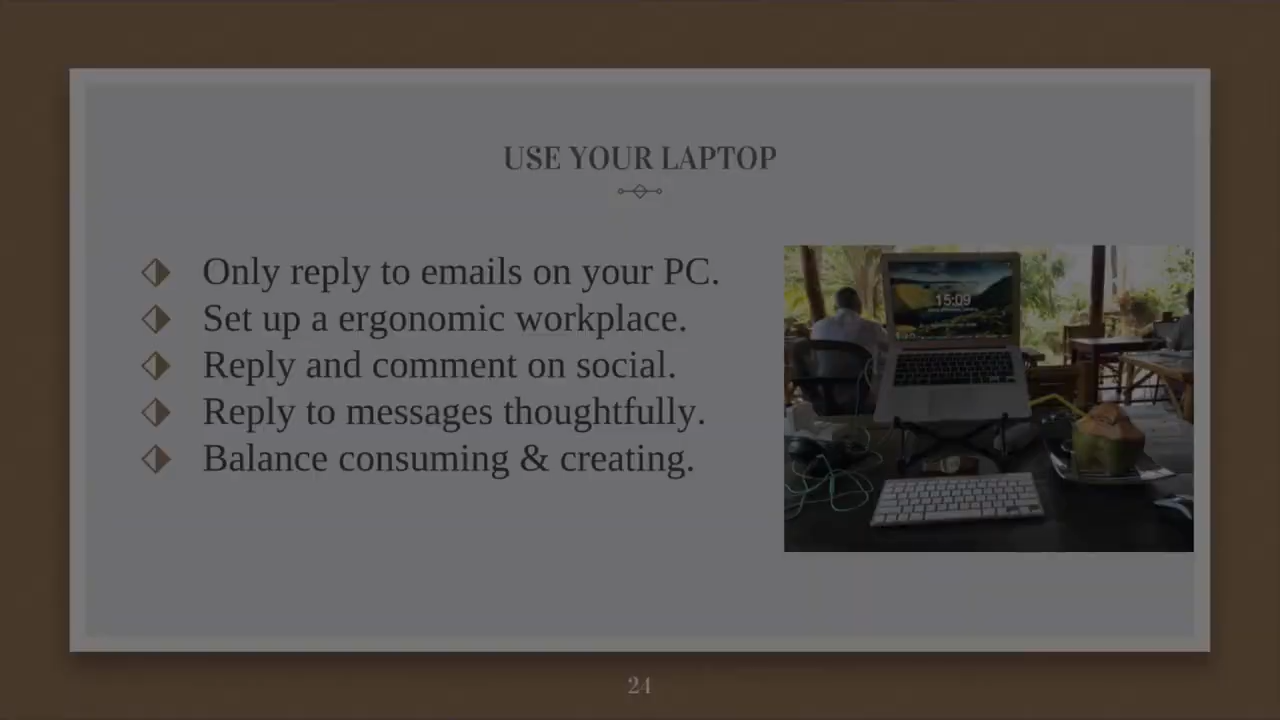 USE YOUR LAPTOP
Only reply to emails on your PC.
Set up a ergonomic workplace.
Reply and comment on social.
Reply to messages thoughtfully.
Balance consuming & creating.
15:09
24